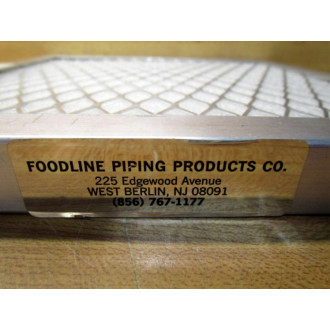 FOODLINE PIPING PRODUCTS CO.
225 Edgewood Avenue
WEST BERLIN, NJ 08091
(856) 767-1177